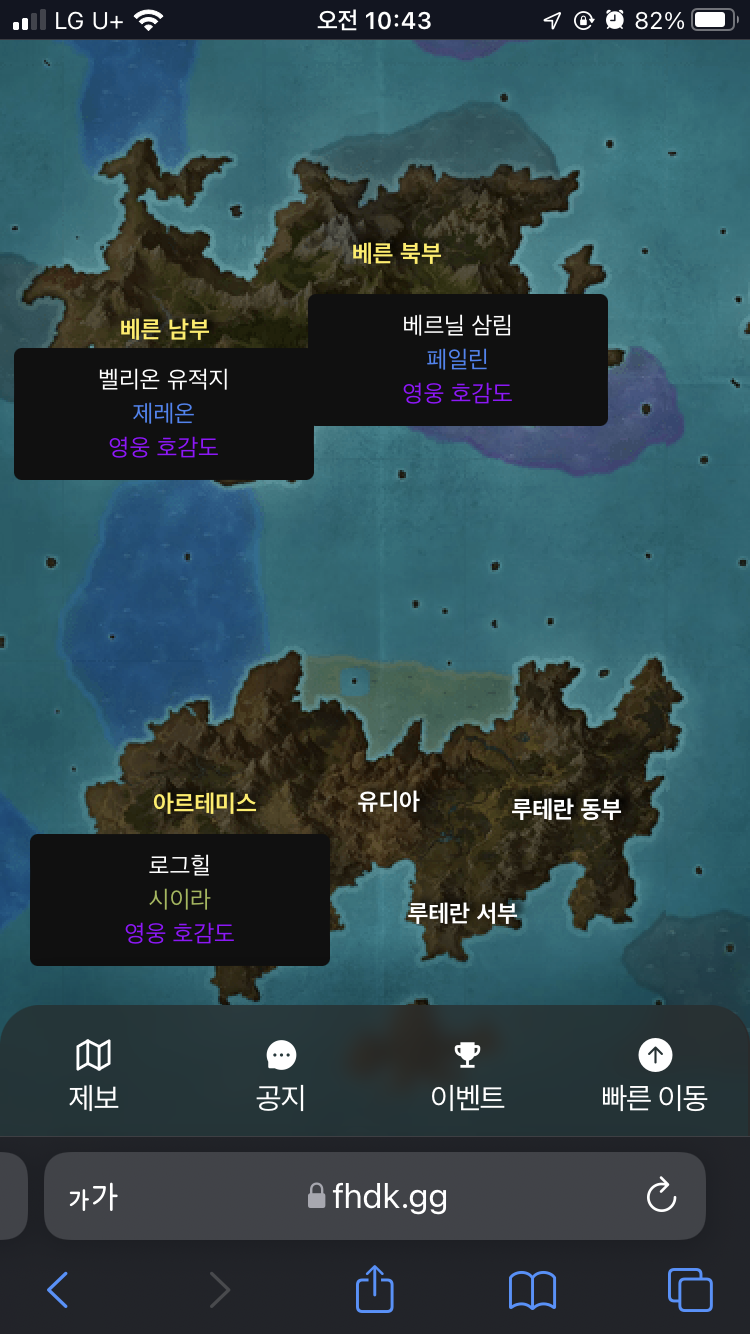 LG U+ 오전 10:43 82%
베른 북부
베르닐 삼림
페일린
영웅 호감도
베른 남부
벨리온 유적지
제레온
영웅 호감도
아르테미스
유디아
루테란 동부
로그힐
시이라
영웅 호감도
루테란 서부
제보
공지
이벤트
빠른 이동
가가 fhdk.gg